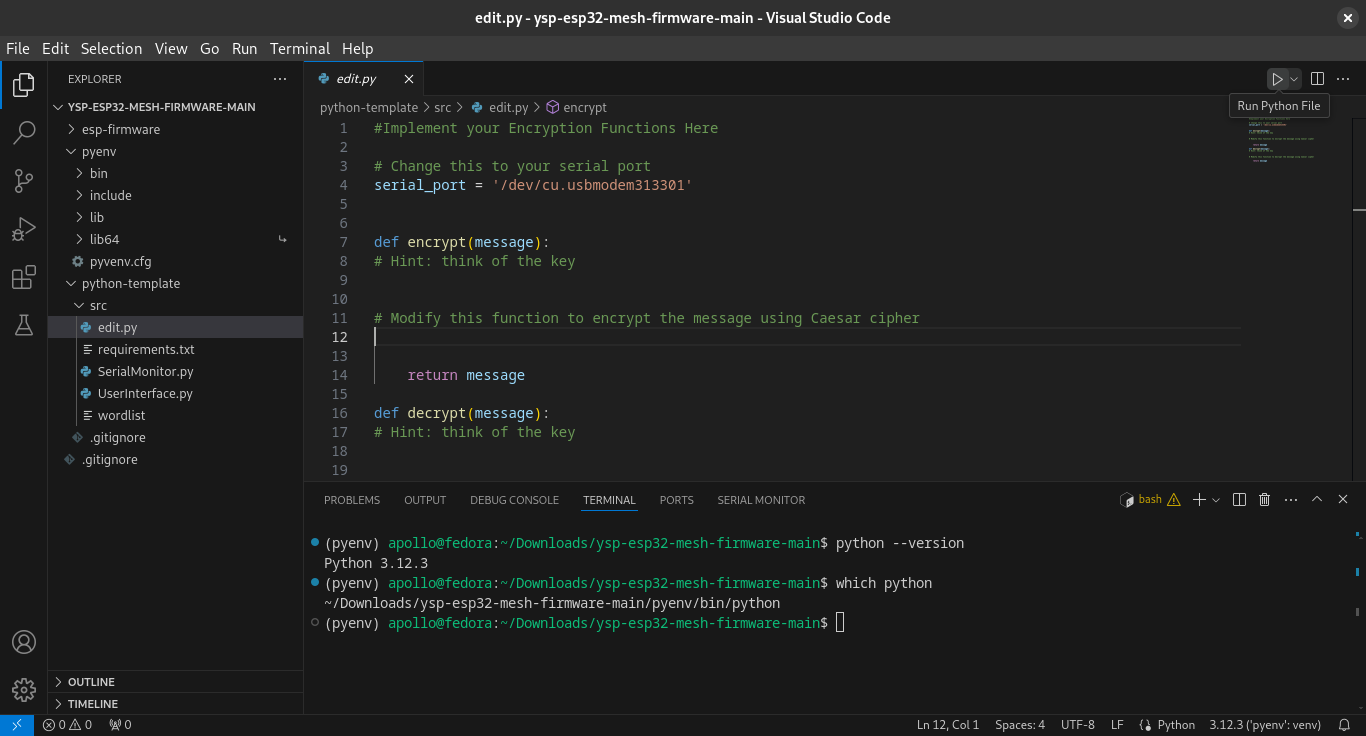 edit.py - ysp-esp32-mesh-firmware-main - Visual Studio Code
File Edit Selection View Go Run Terminal Help
EXPLORER
YSP-ESP32-MESH-FIRMWARE-MAIN
esp-firmware
pyenv
bin
include
lib
lib64
pyvenv.cfg
python-template
src
edit.py
requirements.txt
SerialMonitor.py
UserInterface.py
wordlist
.gitignore
.gitignore
OUTLINE
TIMELINE
edit.py
Run Python File
python-template > src > edit.py > encrypt
1 #Implement your Encryption Functions Here
2
3 # Change this to your serial port
4 serial_port = '/dev/cu.usbmodem313301'
5
6
7 def encrypt(message):
8 # Hint: think of the key
9
10
11 # Modify this function to encrypt the message using Caesar cipher
12
13
14 return message
15
16 def decrypt(message):
17 # Hint: think of the key
18
19
PROBLEMS OUTPUT DEBUG CONSOLE TERMINAL PORTS SERIAL MONITOR
bash
(pyenv) apollo@fedora:~/Downloads/ysp-esp32-mesh-firmware-main$ python --version
Python 3.12.3
(pyenv) apollo@fedora:~/Downloads/ysp-esp32-mesh-firmware-main$ which python
~/Downloads/ysp-esp32-mesh-firmware-main/pyenv/bin/python
(pyenv) apollo@fedora:~/Downloads/ysp-esp32-mesh-firmware-main$
0 0 0 Ln 12, Col 1 Spaces: 4 UTF-8 LF Python 3.12.3 ('pyenv': venv)